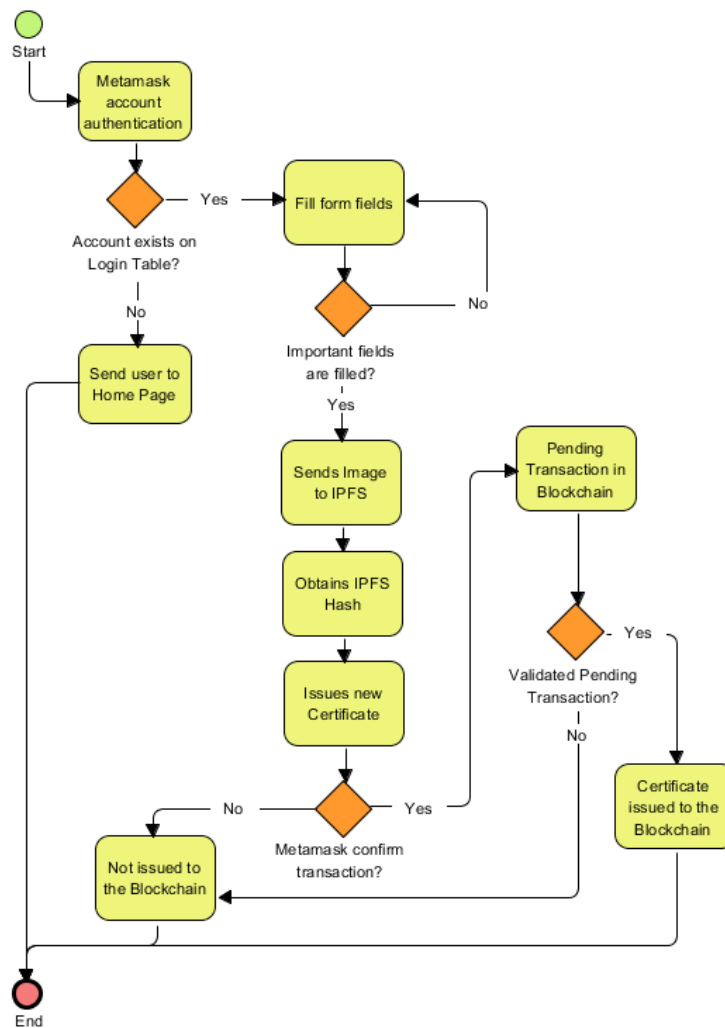 Start
Metamask
account
authentication
Yes
Fill form fields
Account exists on
Login Table?
No
No
Important fields
are filled?
Send user to
Home Page
Yes
Sends Image
to IPFS
Pending
Transaction in
Blockchain
Obtains IPFS
Hash
Yes
Validated Pending
Transaction?
Issues new
Certificate
No
No
Yes
Certificate
issued to the
Blockchain
Metamask confirm
transaction?
Not issued to
the Blockchain
End